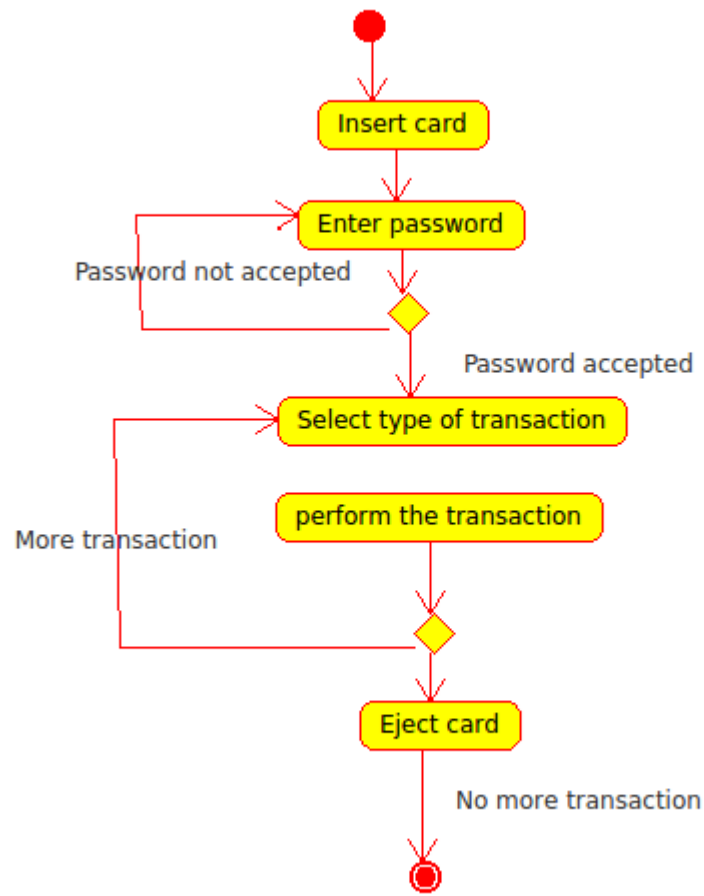 Insert card
Enter password
Password not accepted
Password accepted
Select type of transaction
perform the transaction
More transaction
Eject card
No more transaction